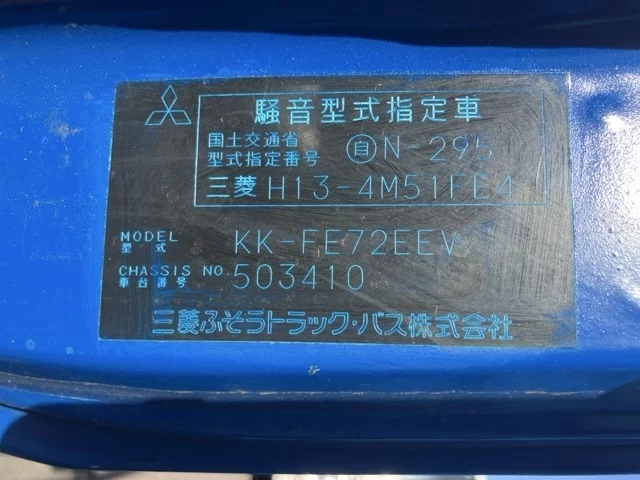 騒音型式指定車
国土交通省
型式指定番号 自N-295
三菱 H13-4M51FE4
MODEL
型式 KK-FE72EEV
CHASSIS NO.
車台番号 503410
三菱ふそうトラック・バス株式会社